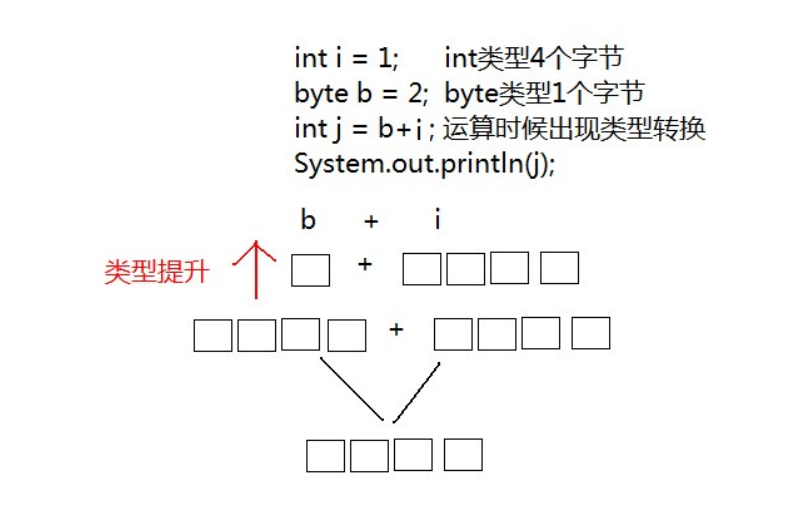 int i = 1; int类型4个字节
byte b = 2; byte类型1个字节
int j = b+i ; 运算时候出现类型转换
System.out.println(j);
b + i
类型提升 +
+